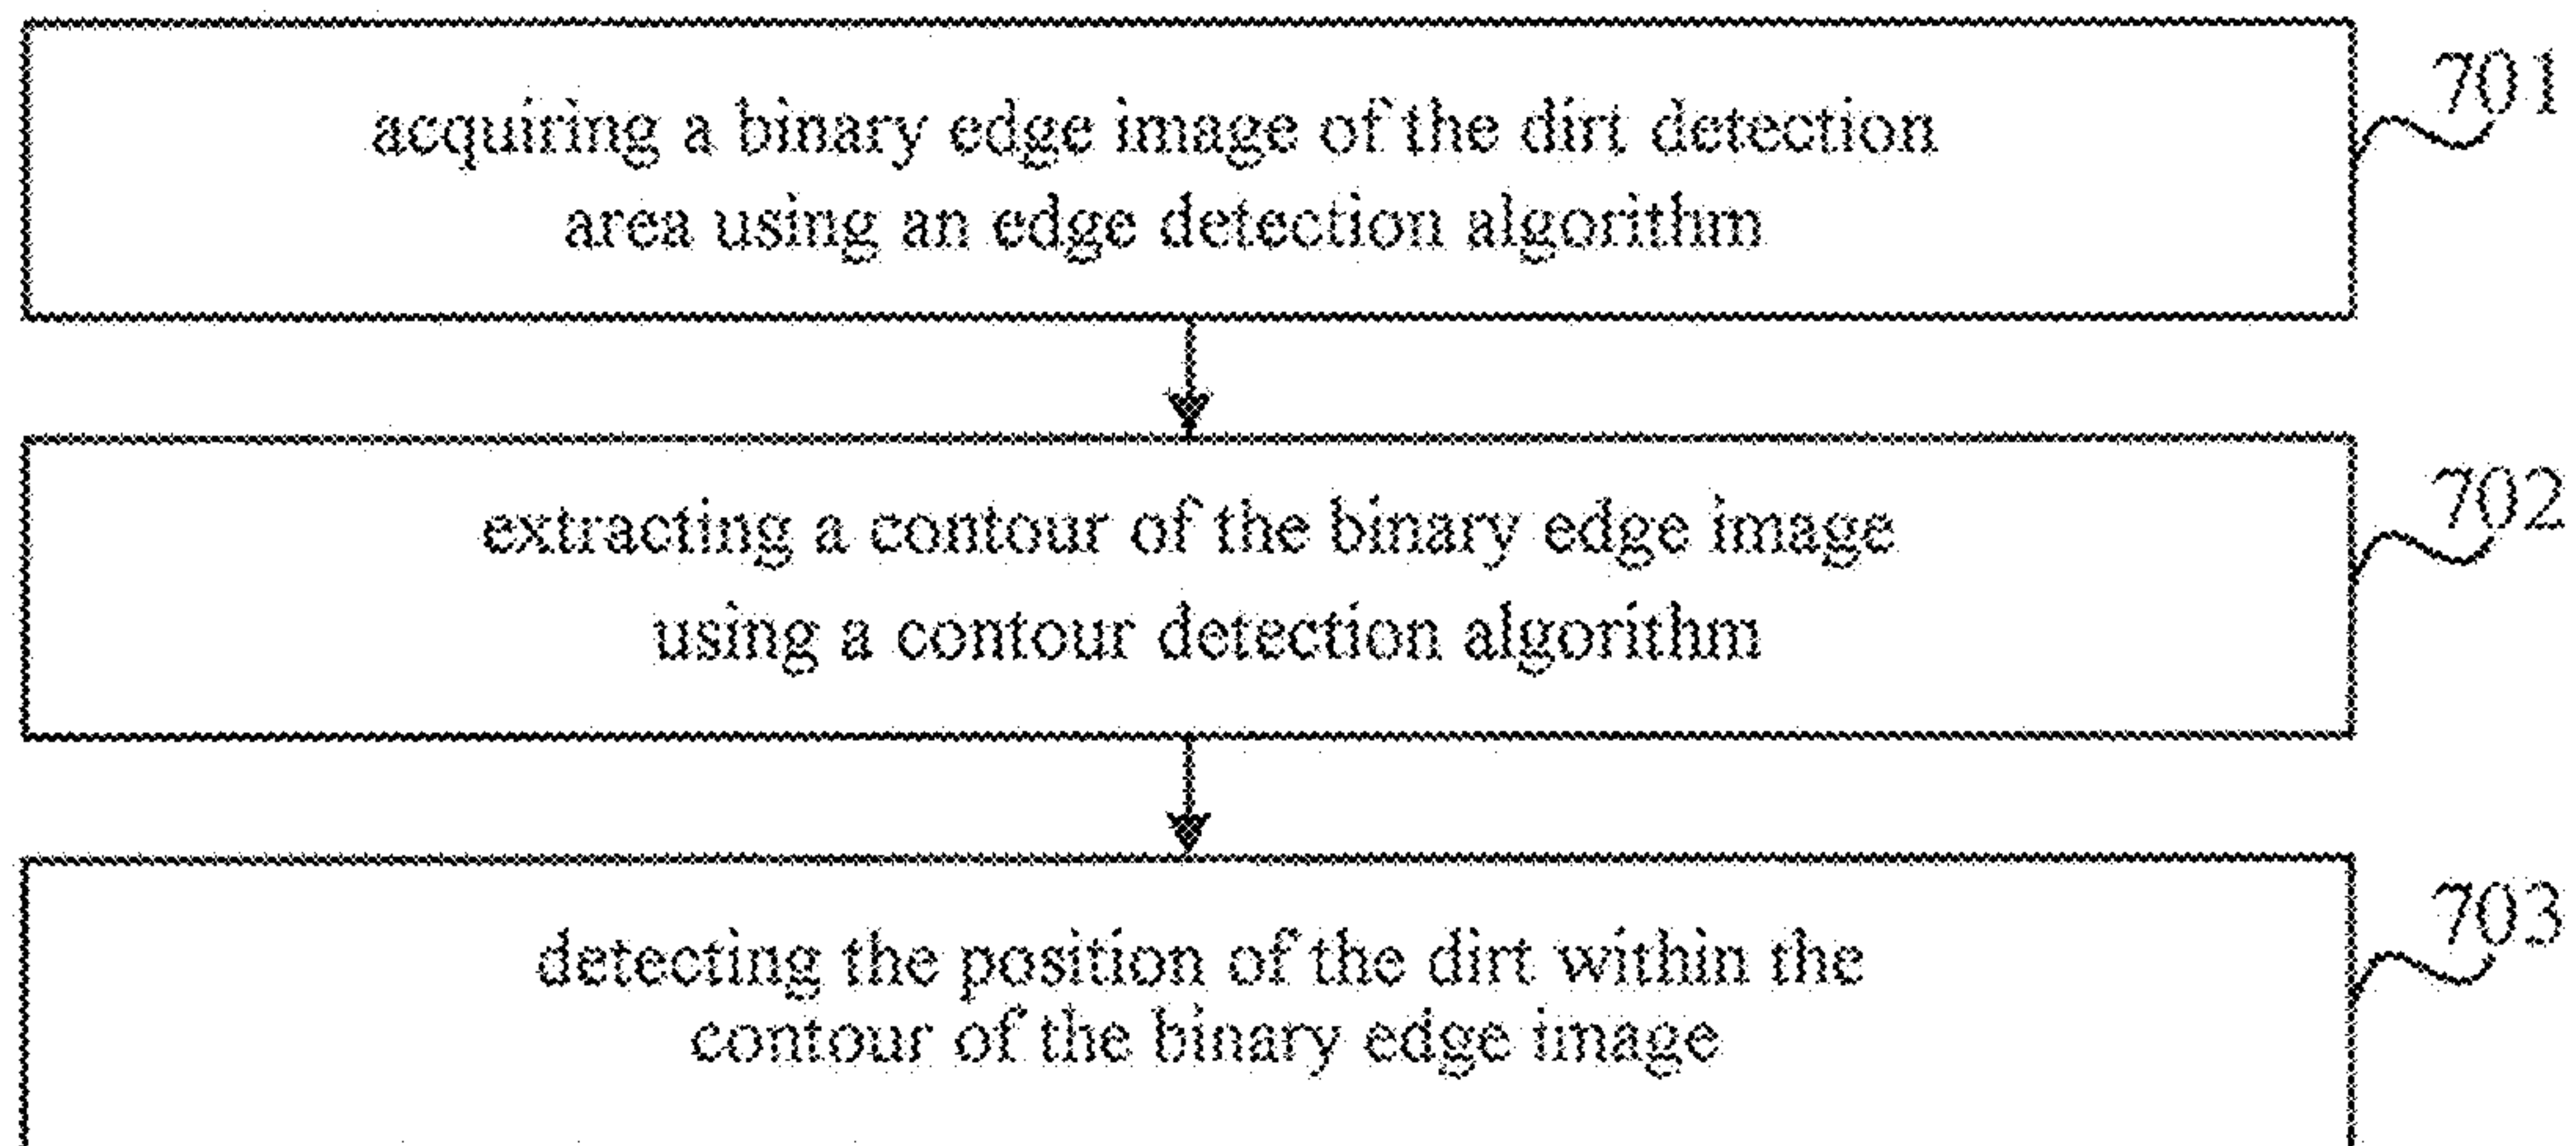 701
acquiring a binary edge image of the dirt detection
area using an edge detection algorithm
702
extracting a contour of the binary edge image
using a contour detection algorithm
703
detecting the position of the dirt within the
contour of the binary edge image